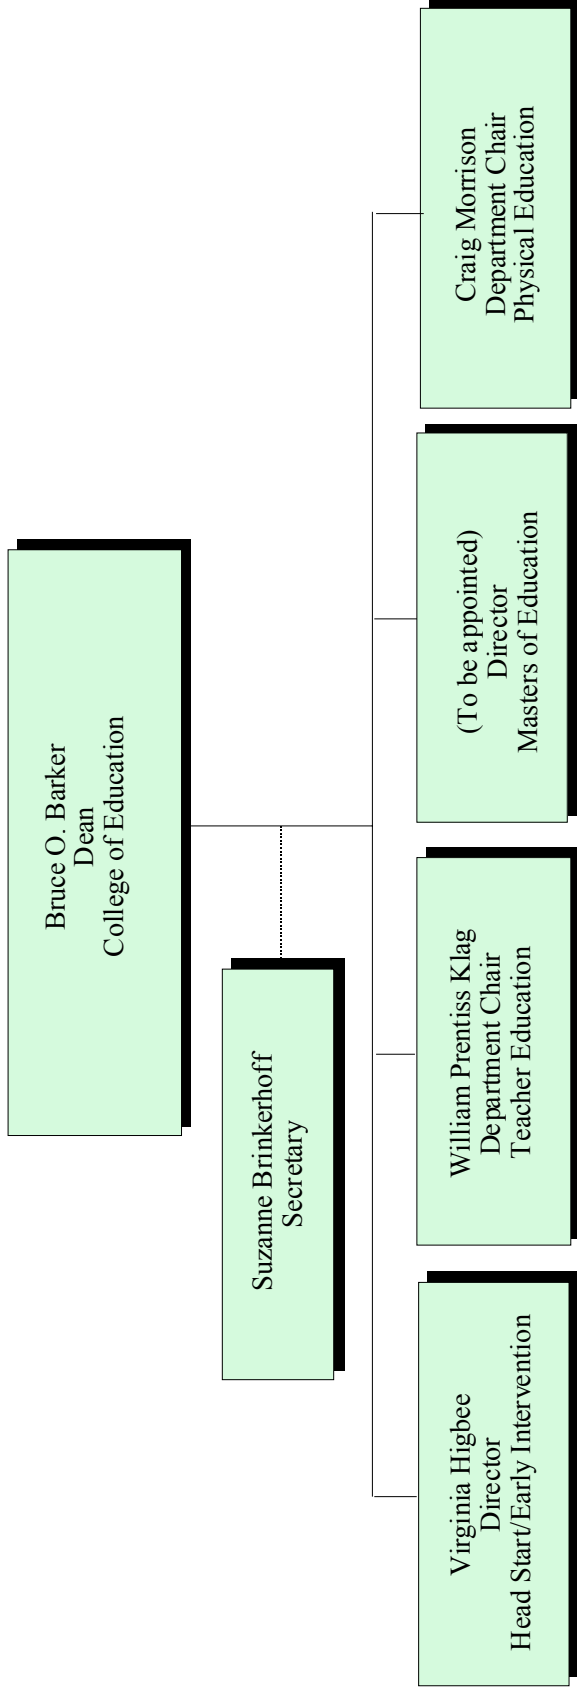 Bruce O. Barker
Dean
College of Education
Suzanne Brinkerhoff
Secretary
Virginia Higbee
Director
Head Start/Early Intervention
William Prentiss Klag
Department Chair
Teacher Education
(To be appointed)
Director
Masters of Education
Craig Morrison
Department Chair
Physical Education